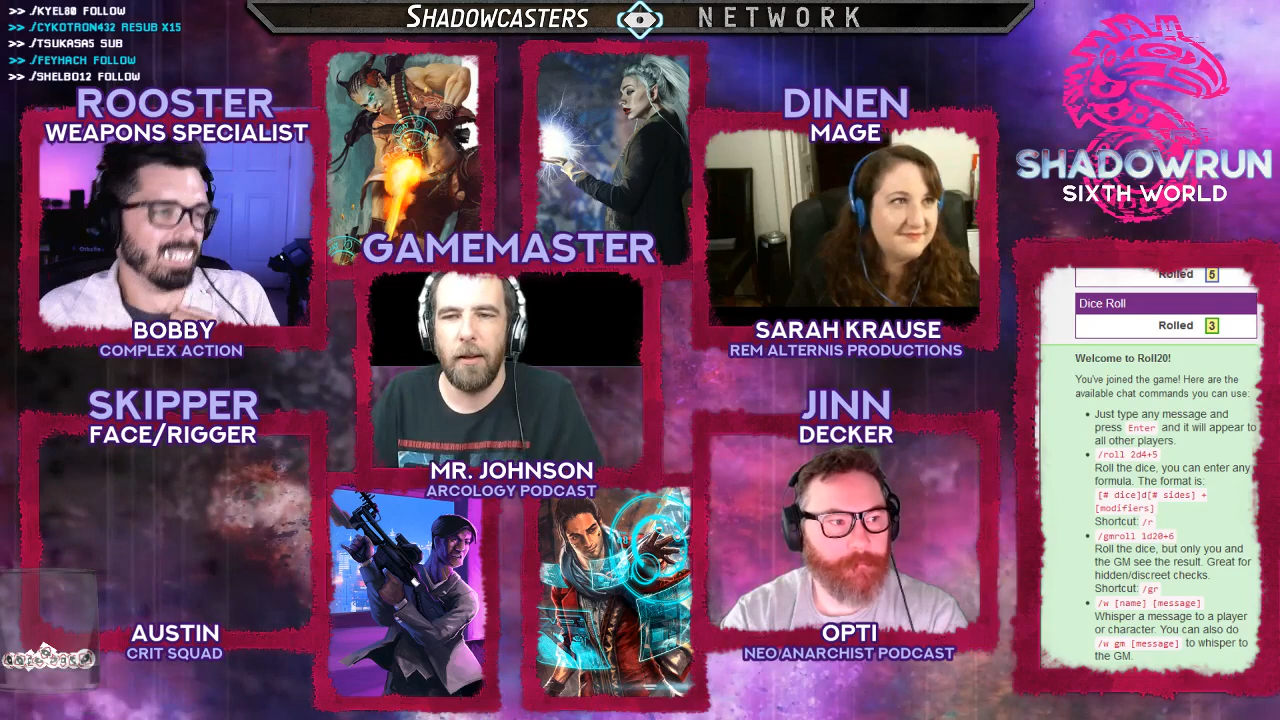 >> ./KYEL80 FOLLOW
>> ./CYKOTRON432 RESUB X15
>> ./TSUKASA5 SUB
>> ./FEYHACH FOLLOW
>> ./SHELBO12 FOLLOW
SHADOWCASTERS NETWORK
ROOSTER
WEAPONS SPECIALIST
BOBBY
COMPLEX ACTION
DINEN
MAGE
SARAH KRAUSE
REM ALTERNIS PRODUCTIONS
GAMEMASTER
MR. JOHNSON
ARCOLOGY PODCAST
SKIPPER
FACE/RIGGER
AUSTIN
CRIT SQUAD
JINN
DECKER
OPTI
NEO ANARCHIST PODCAST
SHADOWRUN
SIXTH WORLD
Rolled 5
Dice Roll
Rolled 3
Welcome to Roll20!
You've joined the game! Here are the
available chat commands you can use:
Just type any message and
press Enter and it will appear to
all other players.
/roll 2d4+5
Roll the dice, you can enter any
formula. The format is:
[# dice]d[# sides] +
[modifiers]
Shortcut: /r
/gmroll 1d20+6
Roll the dice, but only you and
the GM see the result. Great for
hidden/discreet checks.
Shortcut: /gr
/w [name] [message]
Whisper a message to a player
or character. You can also do
/w gm [message] to whisper to
the GM.